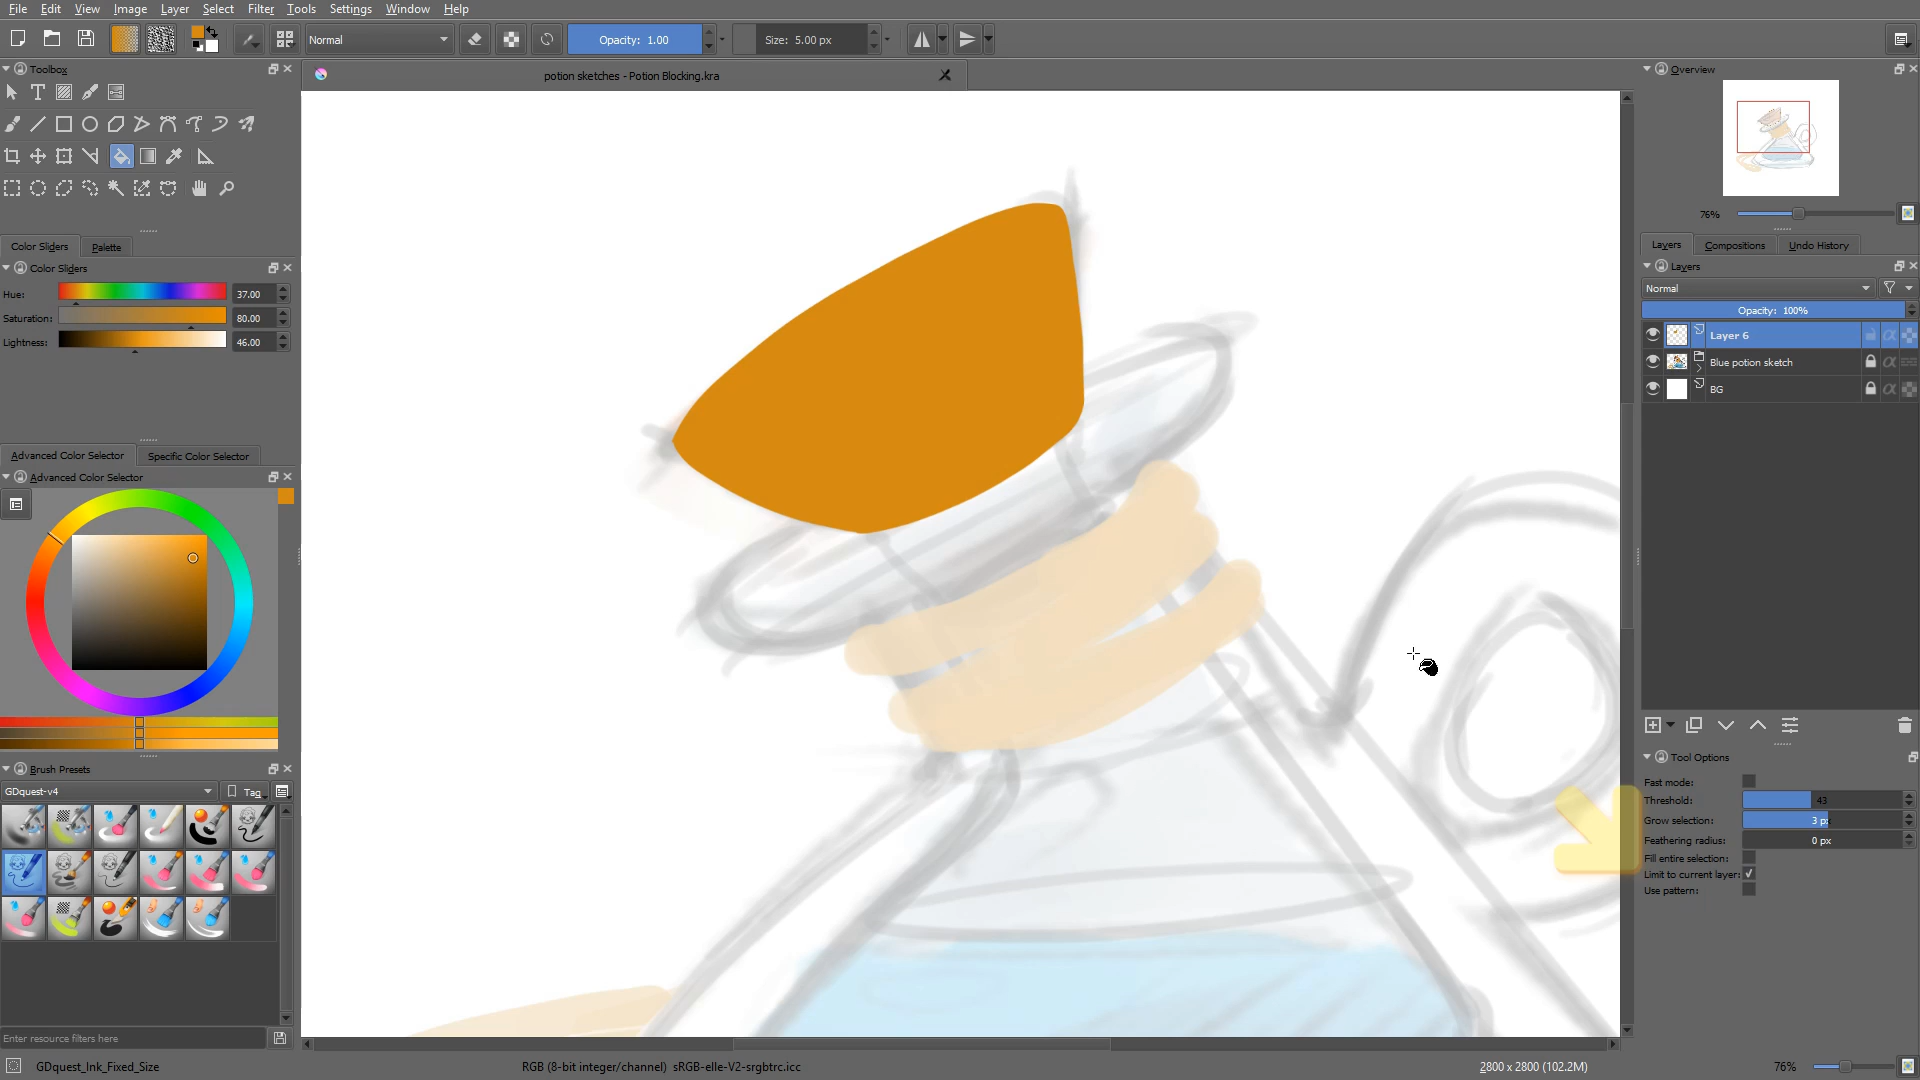 File Edit View Image Layer Select Filter Tools Settings Window Help
Normal
Opacity: 1.00
Size: 5.00 px
Toolbox
potion sketches - Potion Blocking.kra
Overview
76%
Color Sliders Palette
Color Sliders
Hue: 37.00
Saturation: 80.00
Lightness: 46.00
Layers Compositions Undo History
Layers
Normal
Opacity: 100%
Layer 6
Blue potion sketch
BG
Advanced Color Selector Specific Color Selector
Advanced Color Selector
Brush Presets
GDquest-v4 Tag
Tool Options
Fast mode:
Threshold: 43
Grow selection: 3 px
Feathering radius: 0 px
Fill entire selection:
Limit to current layer:
Use pattern:
Enter resource filters here
GDquest_Ink_Fixed_Size
RGB (8-bit integer/channel) sRGB-elle-V2-srgbtrc.icc
2800 x 2800 (102.2M)
76%